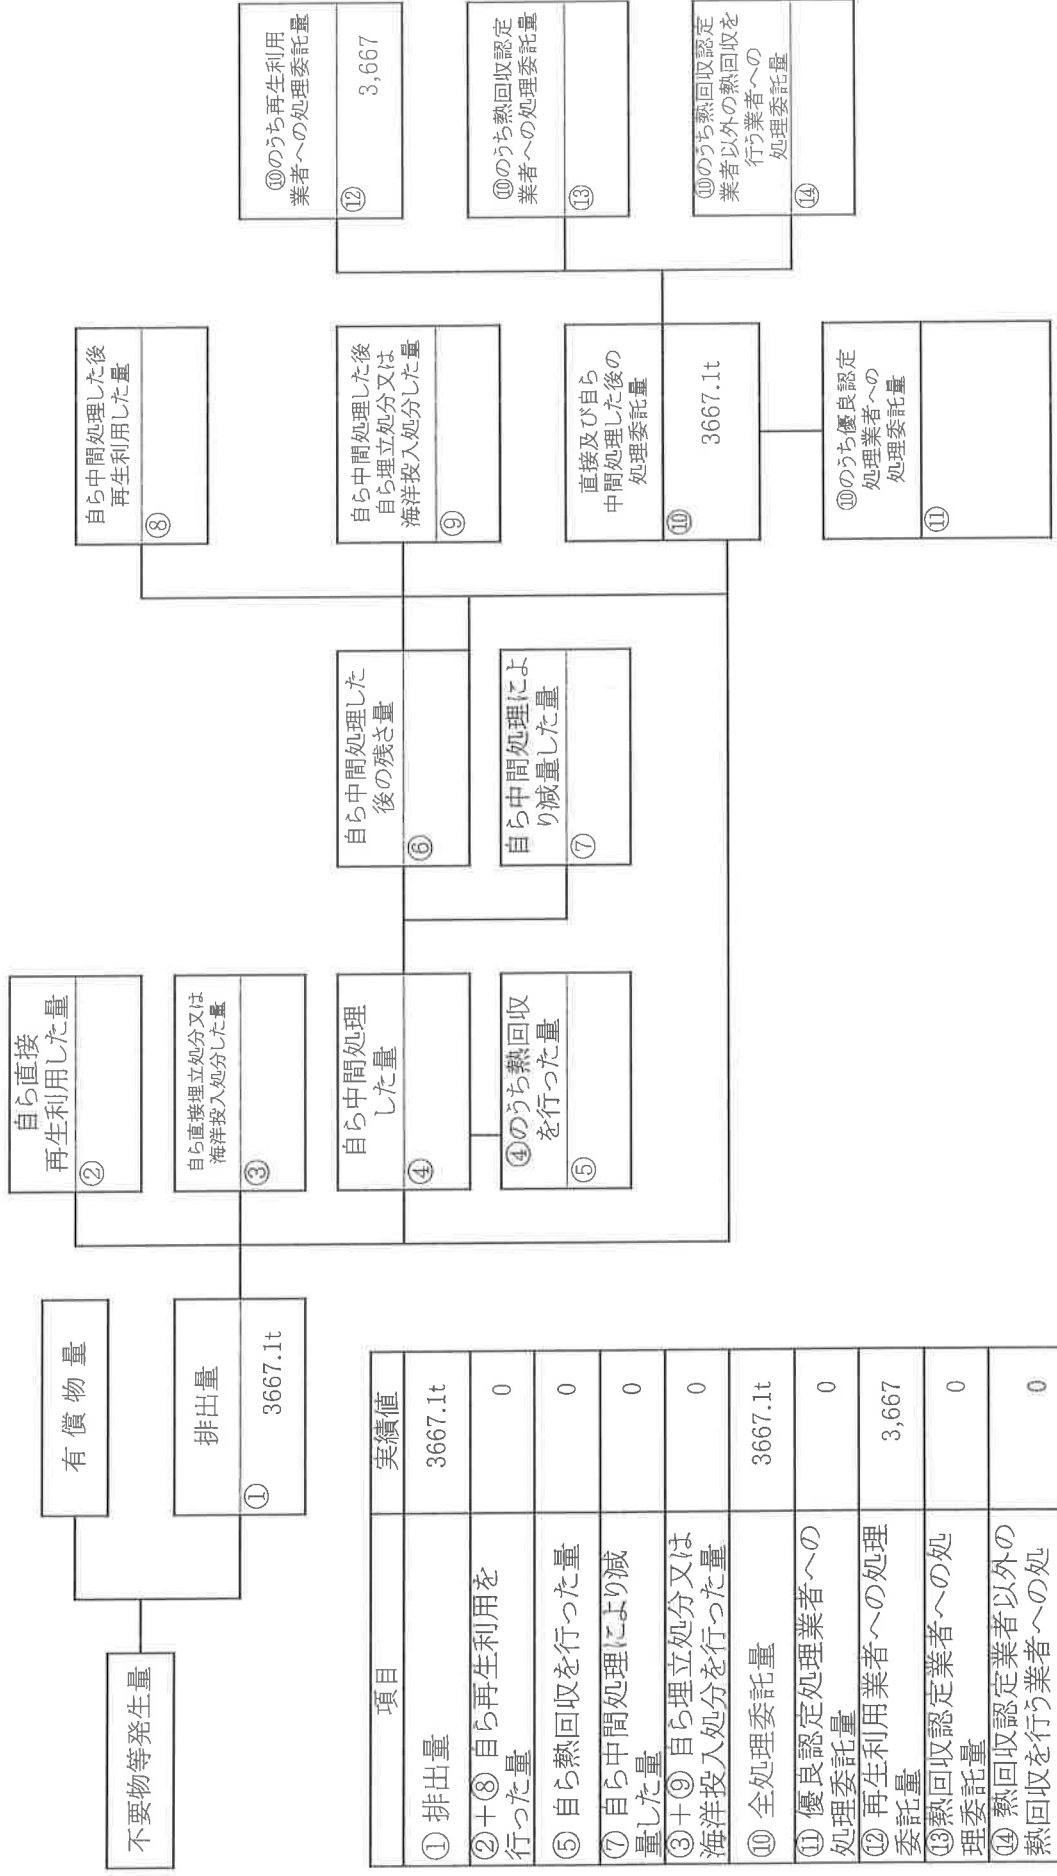 不要物等発生量
有償物量
排出量
①
3667.1t
自ら直接
再生利用した量
②
自ら直接埋立処分又は
海洋投入処分した量
③
自ら中間処理
した量
④
④のうち熱回収
を行った量
⑤
自ら中間処理した
後の残さ量
⑥
自ら中間処理によ
り減量した量
⑦
自ら中間処理した後
再生利用した量
⑧
自ら中間処理した後
自ら埋立処分又は
海洋投入処分した量
⑨
直接及び自ら
中間処理した後の
処理委託量
⑩
3667.1t
⑩のうち優良認定
処理業者への
処理委託量
⑪
⑩のうち再生利用
業者への処理委託量
⑫
3,667
⑩のうち熱回収認定
業者への処理委託量
⑬
⑩のうち熱回収認定
業者以外の熱回収を
行う業者への
処理委託量
⑭
項目 実績値
① 排出量 3667.1t
②＋⑧ 自ら再生利用を
行った量 0
⑤ 自ら熱回収を行った量 0
⑦ 自ら中間処理により減
量した量 0
③＋⑨ 自ら埋立処分又は
海洋投入処分を行った量 0
⑩ 全処理委託量 3667.1t
⑪ 優良認定処理業者への
処理委託量 0
⑫ 再生利用業者への処理
委託量 3,667
⑬熱回収認定業者への処
理委託量 0
⑭ 熱回収認定業者以外の
熱回収を行う業者への処 0